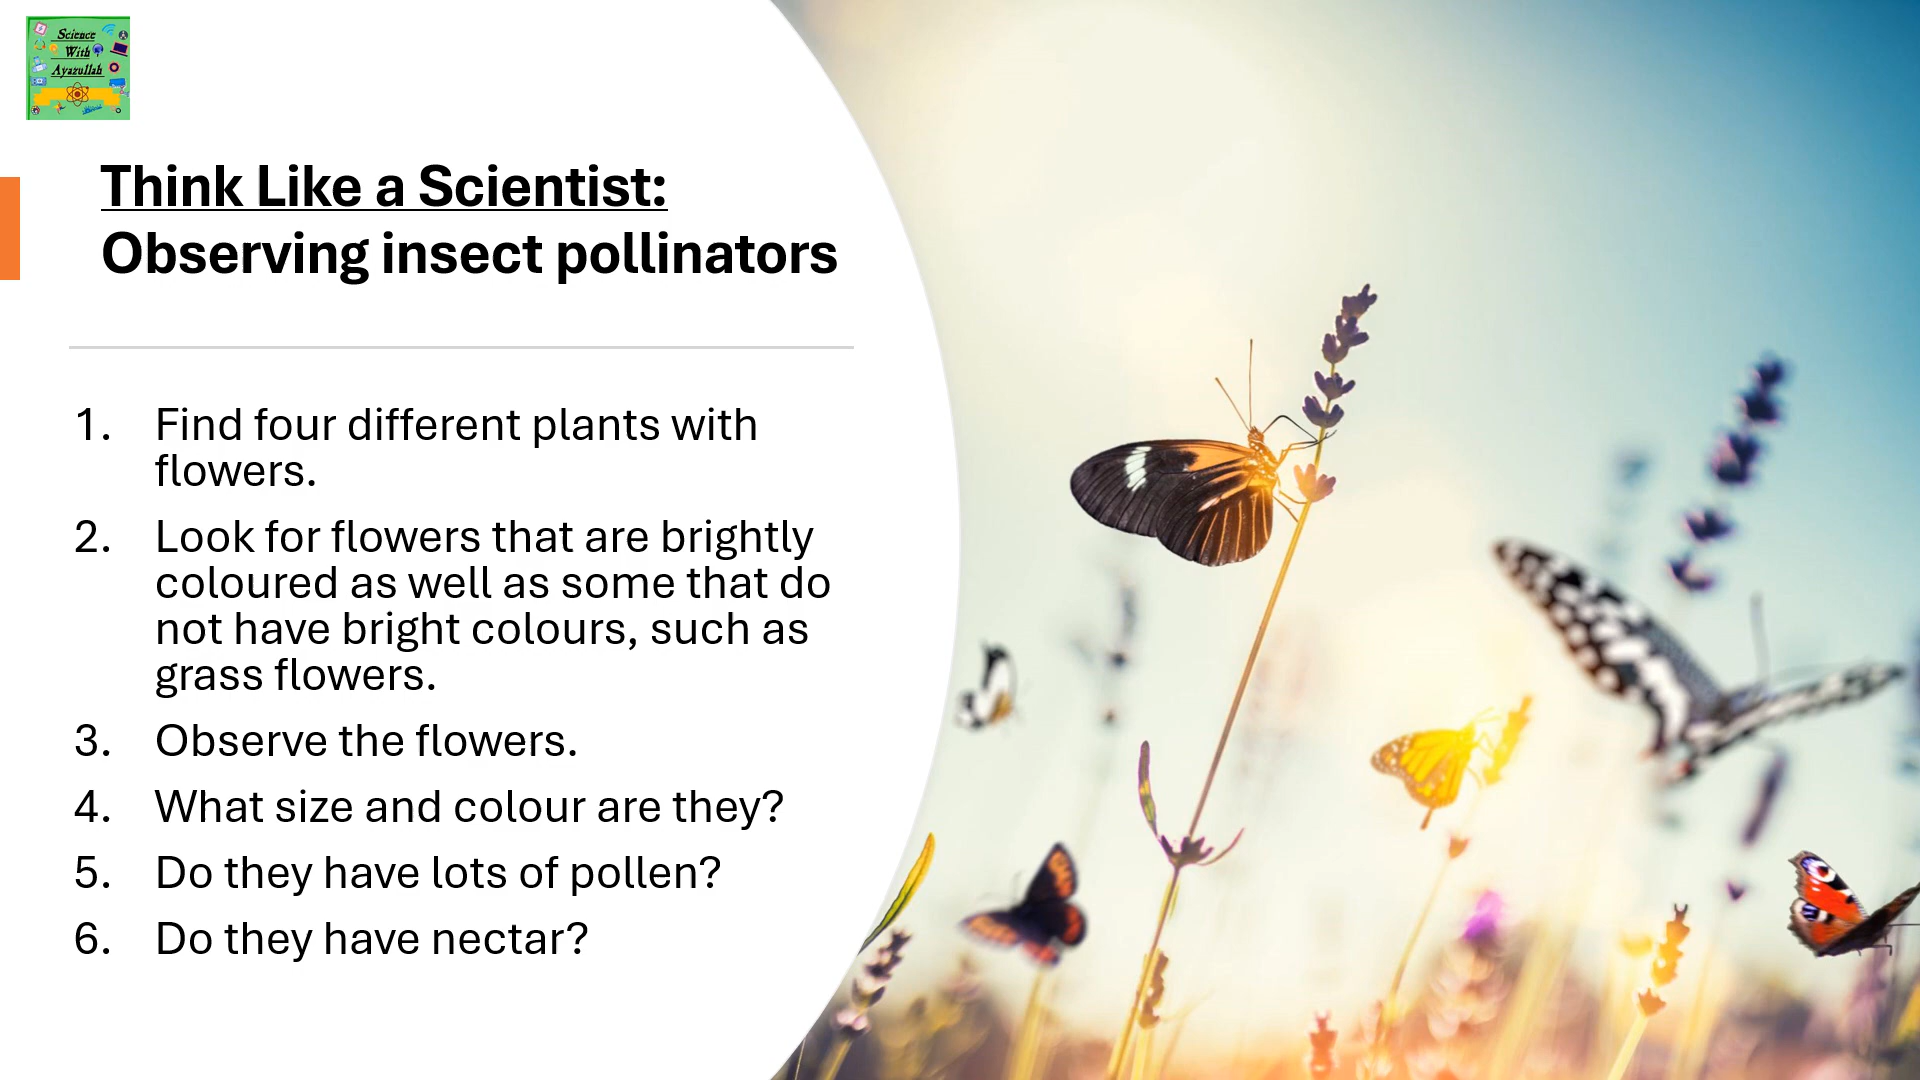 Science
With
Ayazullah
Think Like a Scientist:
Observing insect pollinators
1. Find four different plants with
flowers.
2. Look for flowers that are brightly
coloured as well as some that do
not have bright colours, such as
grass flowers.
3. Observe the flowers.
4. What size and colour are they?
5. Do they have lots of pollen?
6. Do they have nectar?